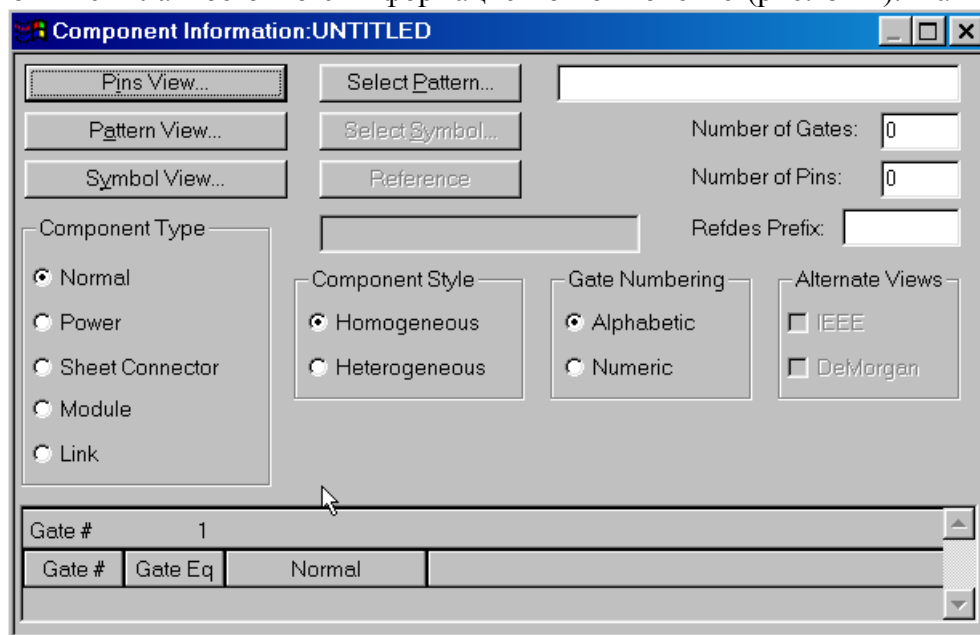 Component Information:UNTITLED
Pins View...
Select Pattern...
Pattern View...
Select Symbol...
Number of Gates: 0
Symbol View...
Reference
Number of Pins: 0
Component Type
Refdes Prefix:
Normal
Power
Sheet Connector
Module
Link
Component Style
Homogeneous
Heterogeneous
Gate Numbering
Alphabetic
Numeric
Alternate Views
IEEE
DeMorgan
Gate # 1
Gate # Gate Eq Normal